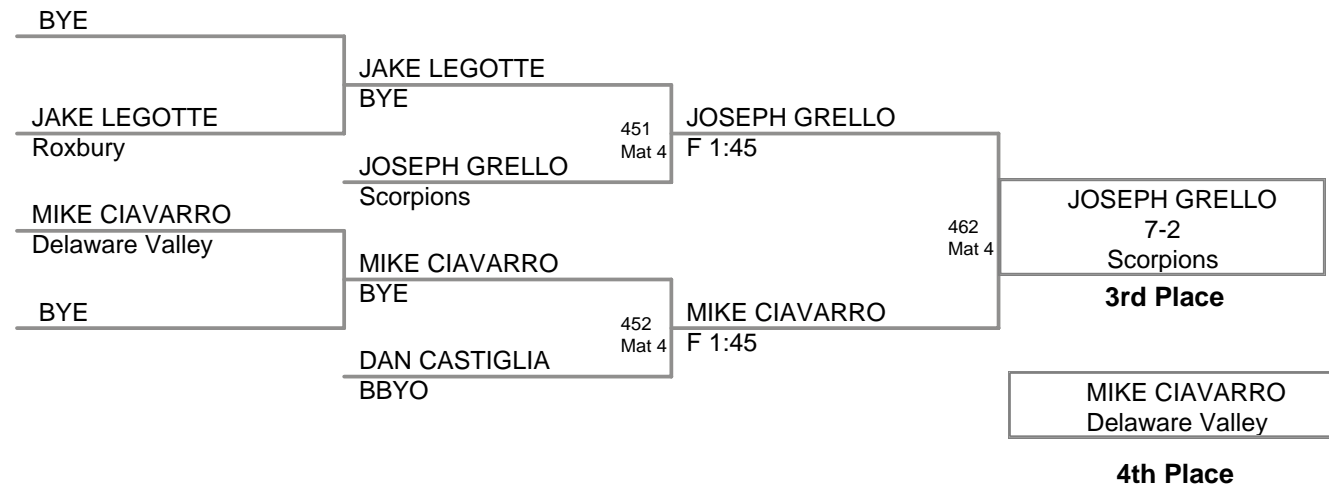 BYE
JAKE LEGOTTE
Roxbury
MIKE CIAVARRO
Delaware Valley
BYE
JAKE LEGOTTE
BYE
JOSEPH GRELLO
Scorpions
MIKE CIAVARRO
BYE
DAN CASTIGLIA
BBYO
451
Mat 4
452
Mat 4
JOSEPH GRELLO
F 1:45
MIKE CIAVARRO
F 1:45
462
Mat 4
JOSEPH GRELLO
7-2
Scorpions
3rd Place
MIKE CIAVARRO
Delaware Valley
4th Place